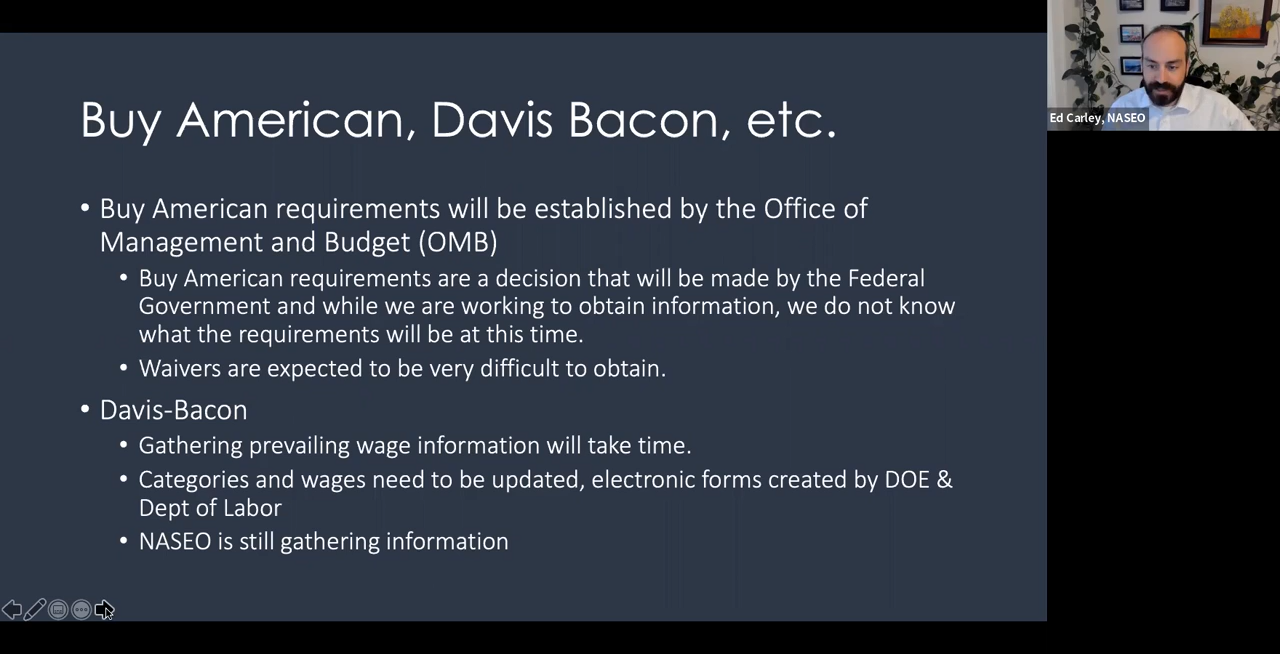 Buy American, Davis Bacon, etc.
• Buy American requirements will be established by the Office of
Management and Budget (OMB)
• Buy American requirements are a decision that will be made by the Federal
Government and while we are working to obtain information, we do not know
what the requirements will be at this time.
• Waivers are expected to be very difficult to obtain.
• Davis-Bacon
• Gathering prevailing wage information will take time.
• Categories and wages need to be updated, electronic forms created by DOE &
Dept of Labor
• NASEO is still gathering information
Ed Carley, NASEO